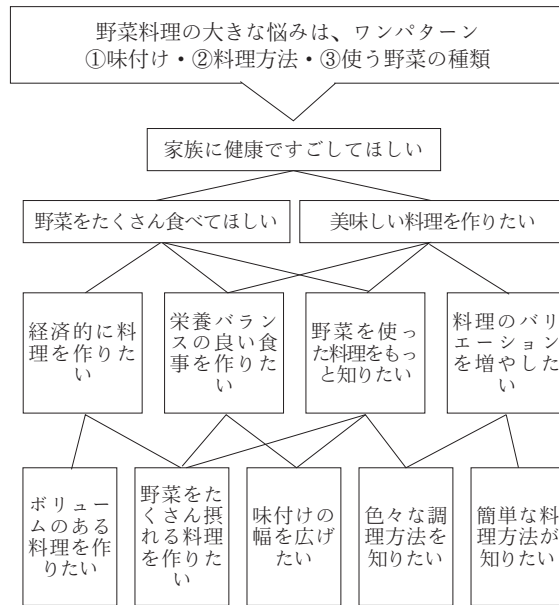 野菜料理の大きな悩みは、ワンパターン
①味付け・②料理方法・③使う野菜の種類
家族に健康ですごしてほしい
野菜をたくさん食べてほしい
美味しい料理を作りたい
経済的に料
理を作りた
い
栄養バラン
スの良い食
事を作りたい
野菜を使っ
た料理をもっ
と知りたい
料理のバリ
エーション
を増やした
い
ボリュー
ムのある
料理を作
りたい
野菜をた
くさん摂
れる料理
を作りたい
味付けの
幅を広げ
たい
色々な調
理方法を
知りたい
簡単な料
理方法が
知りたい